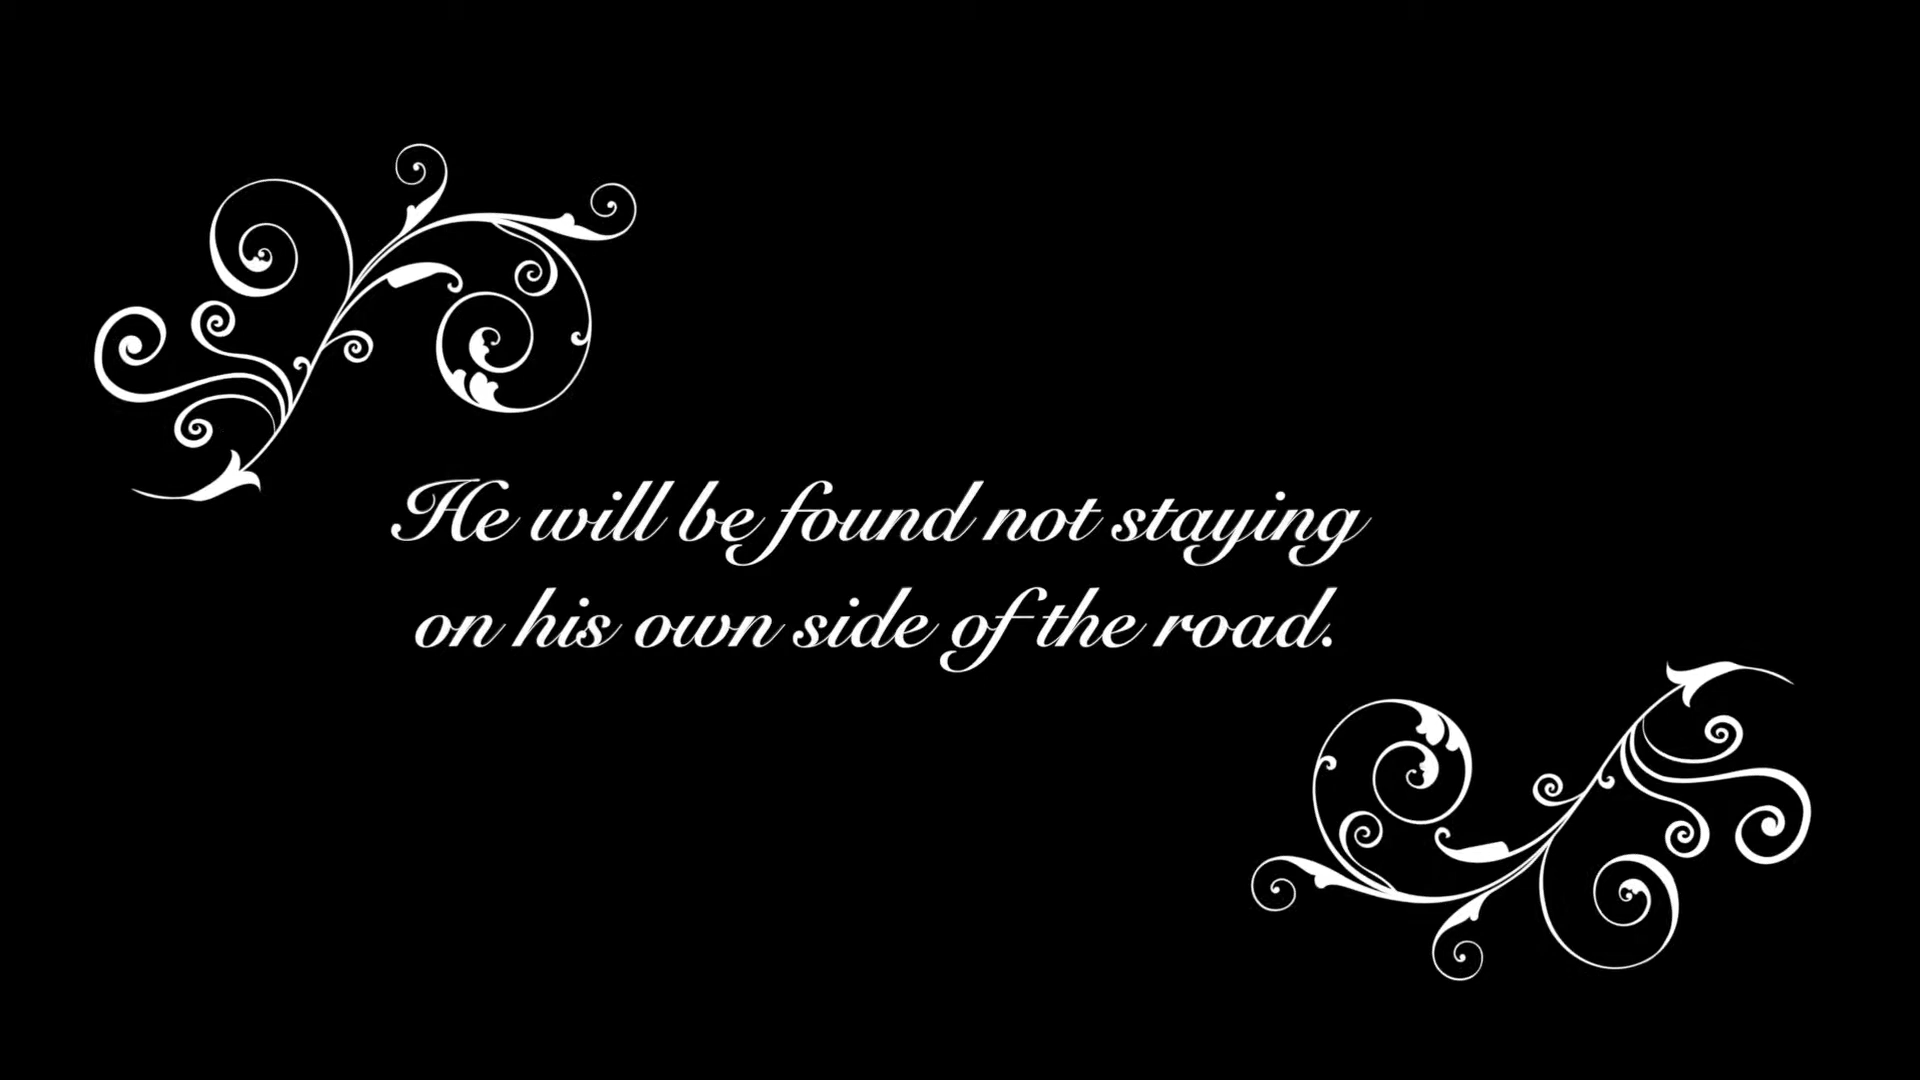 He will be found not staying
on his own side of the road.